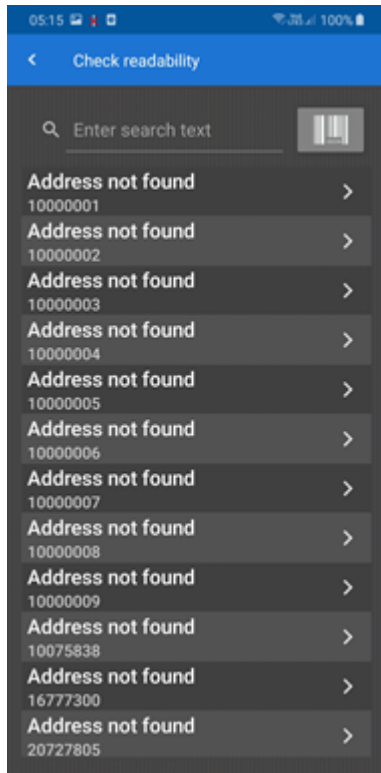 05:15 100%
Check readability
Enter search text
Address not found
10000001
Address not found
10000002
Address not found
10000003
Address not found
10000004
Address not found
10000005
Address not found
10000006
Address not found
10000007
Address not found
10000008
Address not found
10000009
Address not found
10075838
Address not found
16777300
Address not found
20727805